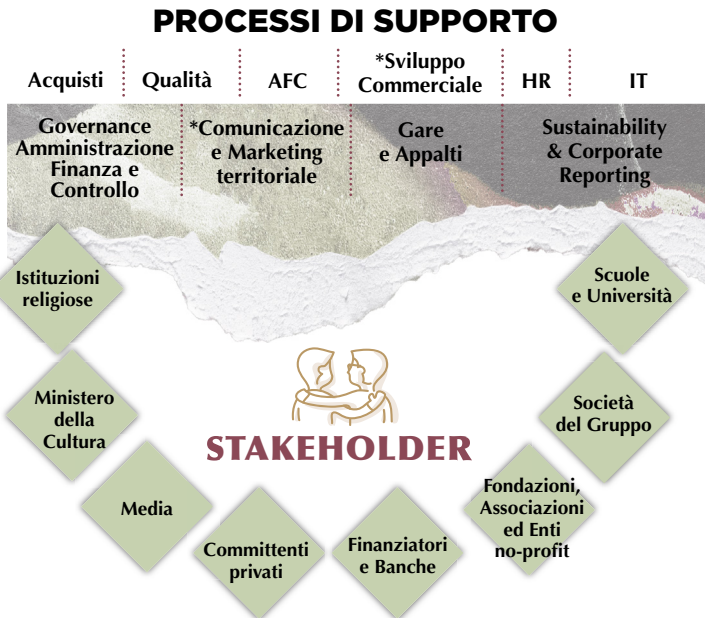 PROCESSI DI SUPPORTO
Acquisti
Qualità
AFC
*Sviluppo
Commerciale
HR
IT
Governance
Amministrazione
Finanza e
Controllo
*Comunicazione
e Marketing
territoriale
Gare
e Appalti
Sustainability
& Corporate
Reporting
Istituzioni
religiose
Scuole
e Università
Ministero
della
Cultura
STAKEHOLDER
Società
del Gruppo
Media
Fondazioni,
Associazioni
ed Enti
no-profit
Committenti
privati
Finanziatori
e Banche